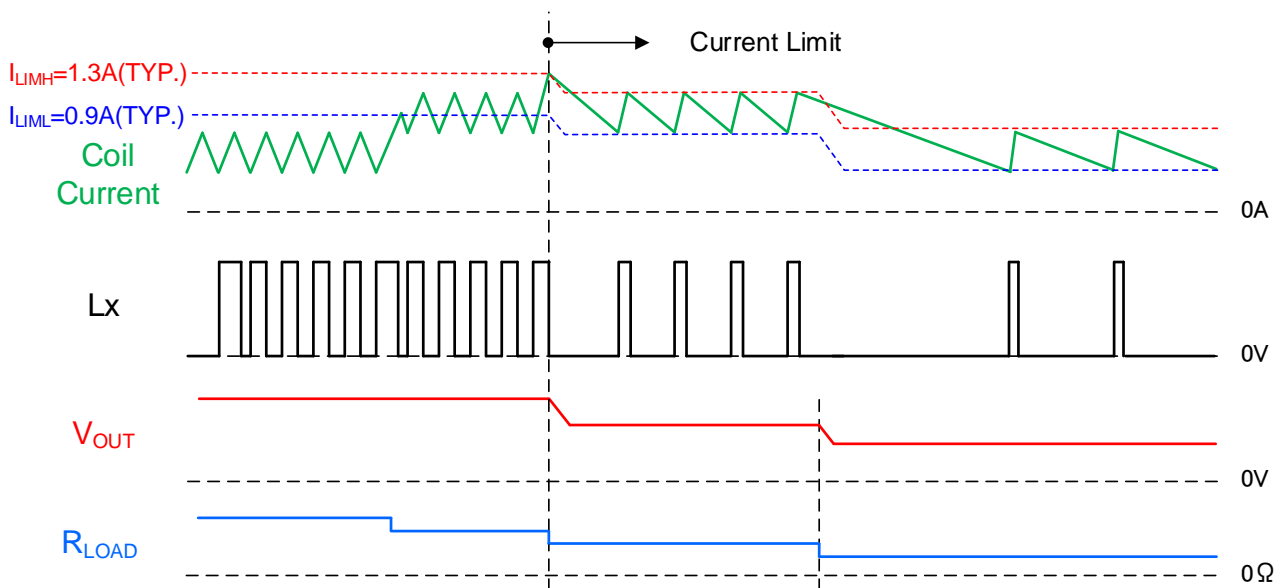 Current Limit
ILIMH=1.3A(TYP.)
ILIML=0.9A(TYP.)
Coil
Current
0A
Lx
0V
VOUT
0V
RLOAD
0Ω